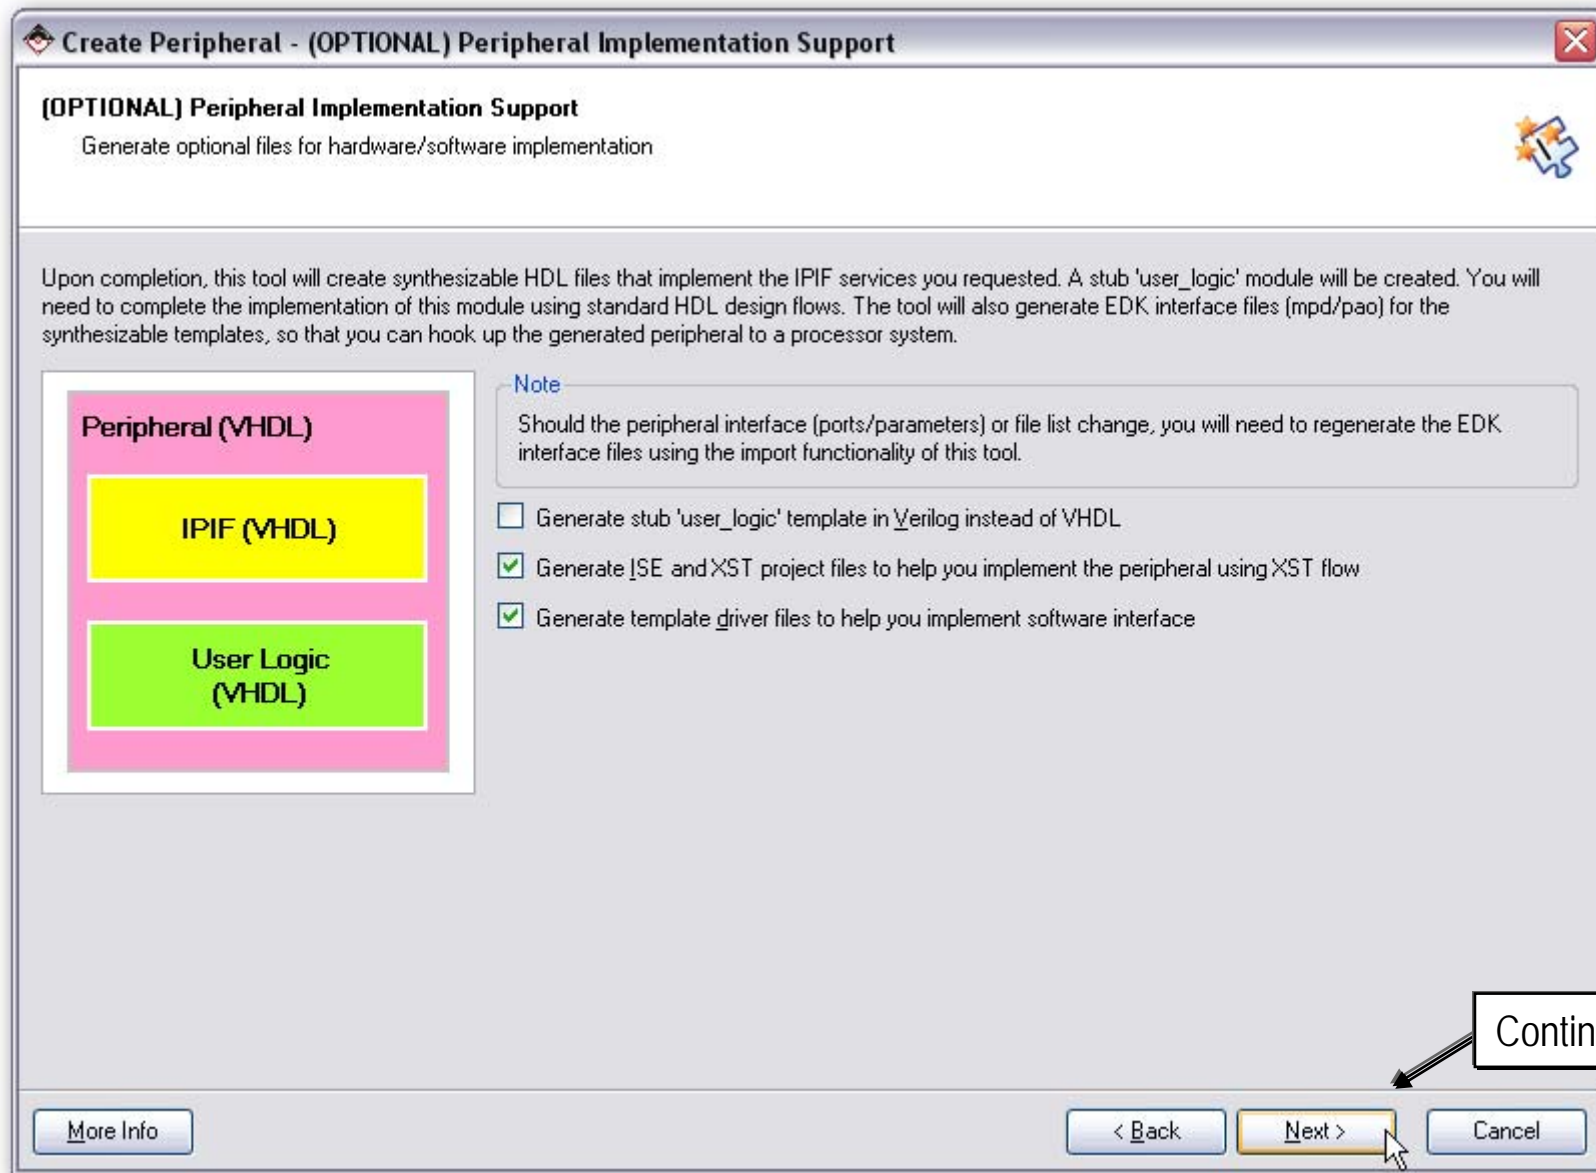 Create Peripheral - (OPTIONAL) Peripheral Implementation Support
(OPTIONAL) Peripheral Implementation Support
Generate optional files for hardware/software implementation
Upon completion, this tool will create synthesizable HDL files that implement the IPIF services you requested. A stub 'user_logic' module will be created. You will
need to complete the implementation of this module using standard HDL design flows. The tool will also generate EDK interface files (mpd/pao) for the
synthesizable templates, so that you can hook up the generated peripheral to a processor system.
Peripheral (VHDL)
IPIF (VHDL)
User Logic
(VHDL)
Note
Should the peripheral interface (ports/parameters) or file list change, you will need to regenerate the EDK
interface files using the import functionality of this tool.
Generate stub 'user_logic' template in Verilog instead of VHDL
Generate ISE and XST project files to help you implement the peripheral using XST flow
Generate template driver files to help you implement software interface
Contin
More Info
< Back
Next >
Cancel